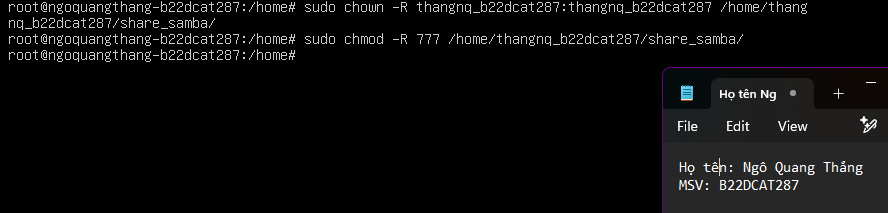 root@ngoquangthang-b22dcat287:/home# sudo chown -R thangnq_b22dcat287:thangnq_b22dcat287 /home/thang
nq_b22dcat287/share_samba/
root@ngoquangthang-b22dcat287:/home# sudo chmod -R 777 /home/thangnq_b22dcat287/share_samba/
root@ngoquangthang-b22dcat287:/home#
Họ tên Ng
File Edit View
Họ tên: Ngô Quang Thắng
MSV: B22DCAT287